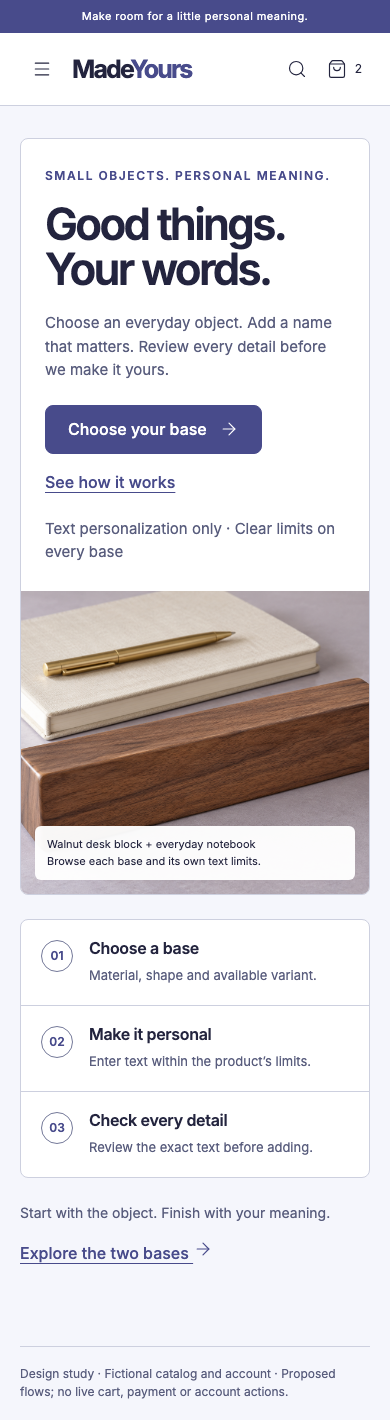 Make room for a little personal meaning.
MadeYours
2
SMALL OBJECTS. PERSONAL MEANING.
Good things.
Your words.
Choose an everyday object. Add a name
that matters. Review every detail before
we make it yours.
Choose your base
See how it works
Text personalization only · Clear limits on
every base
Walnut desk block + everyday notebook
Browse each base and its own text limits.
01
Choose a base
Material, shape and available variant.
02
Make it personal
Enter text within the product’s limits.
03
Check every detail
Review the exact text before adding.
Start with the object. Finish with your meaning.
Explore the two bases
Design study · Fictional catalog and account · Proposed
flows; no live cart, payment or account actions.